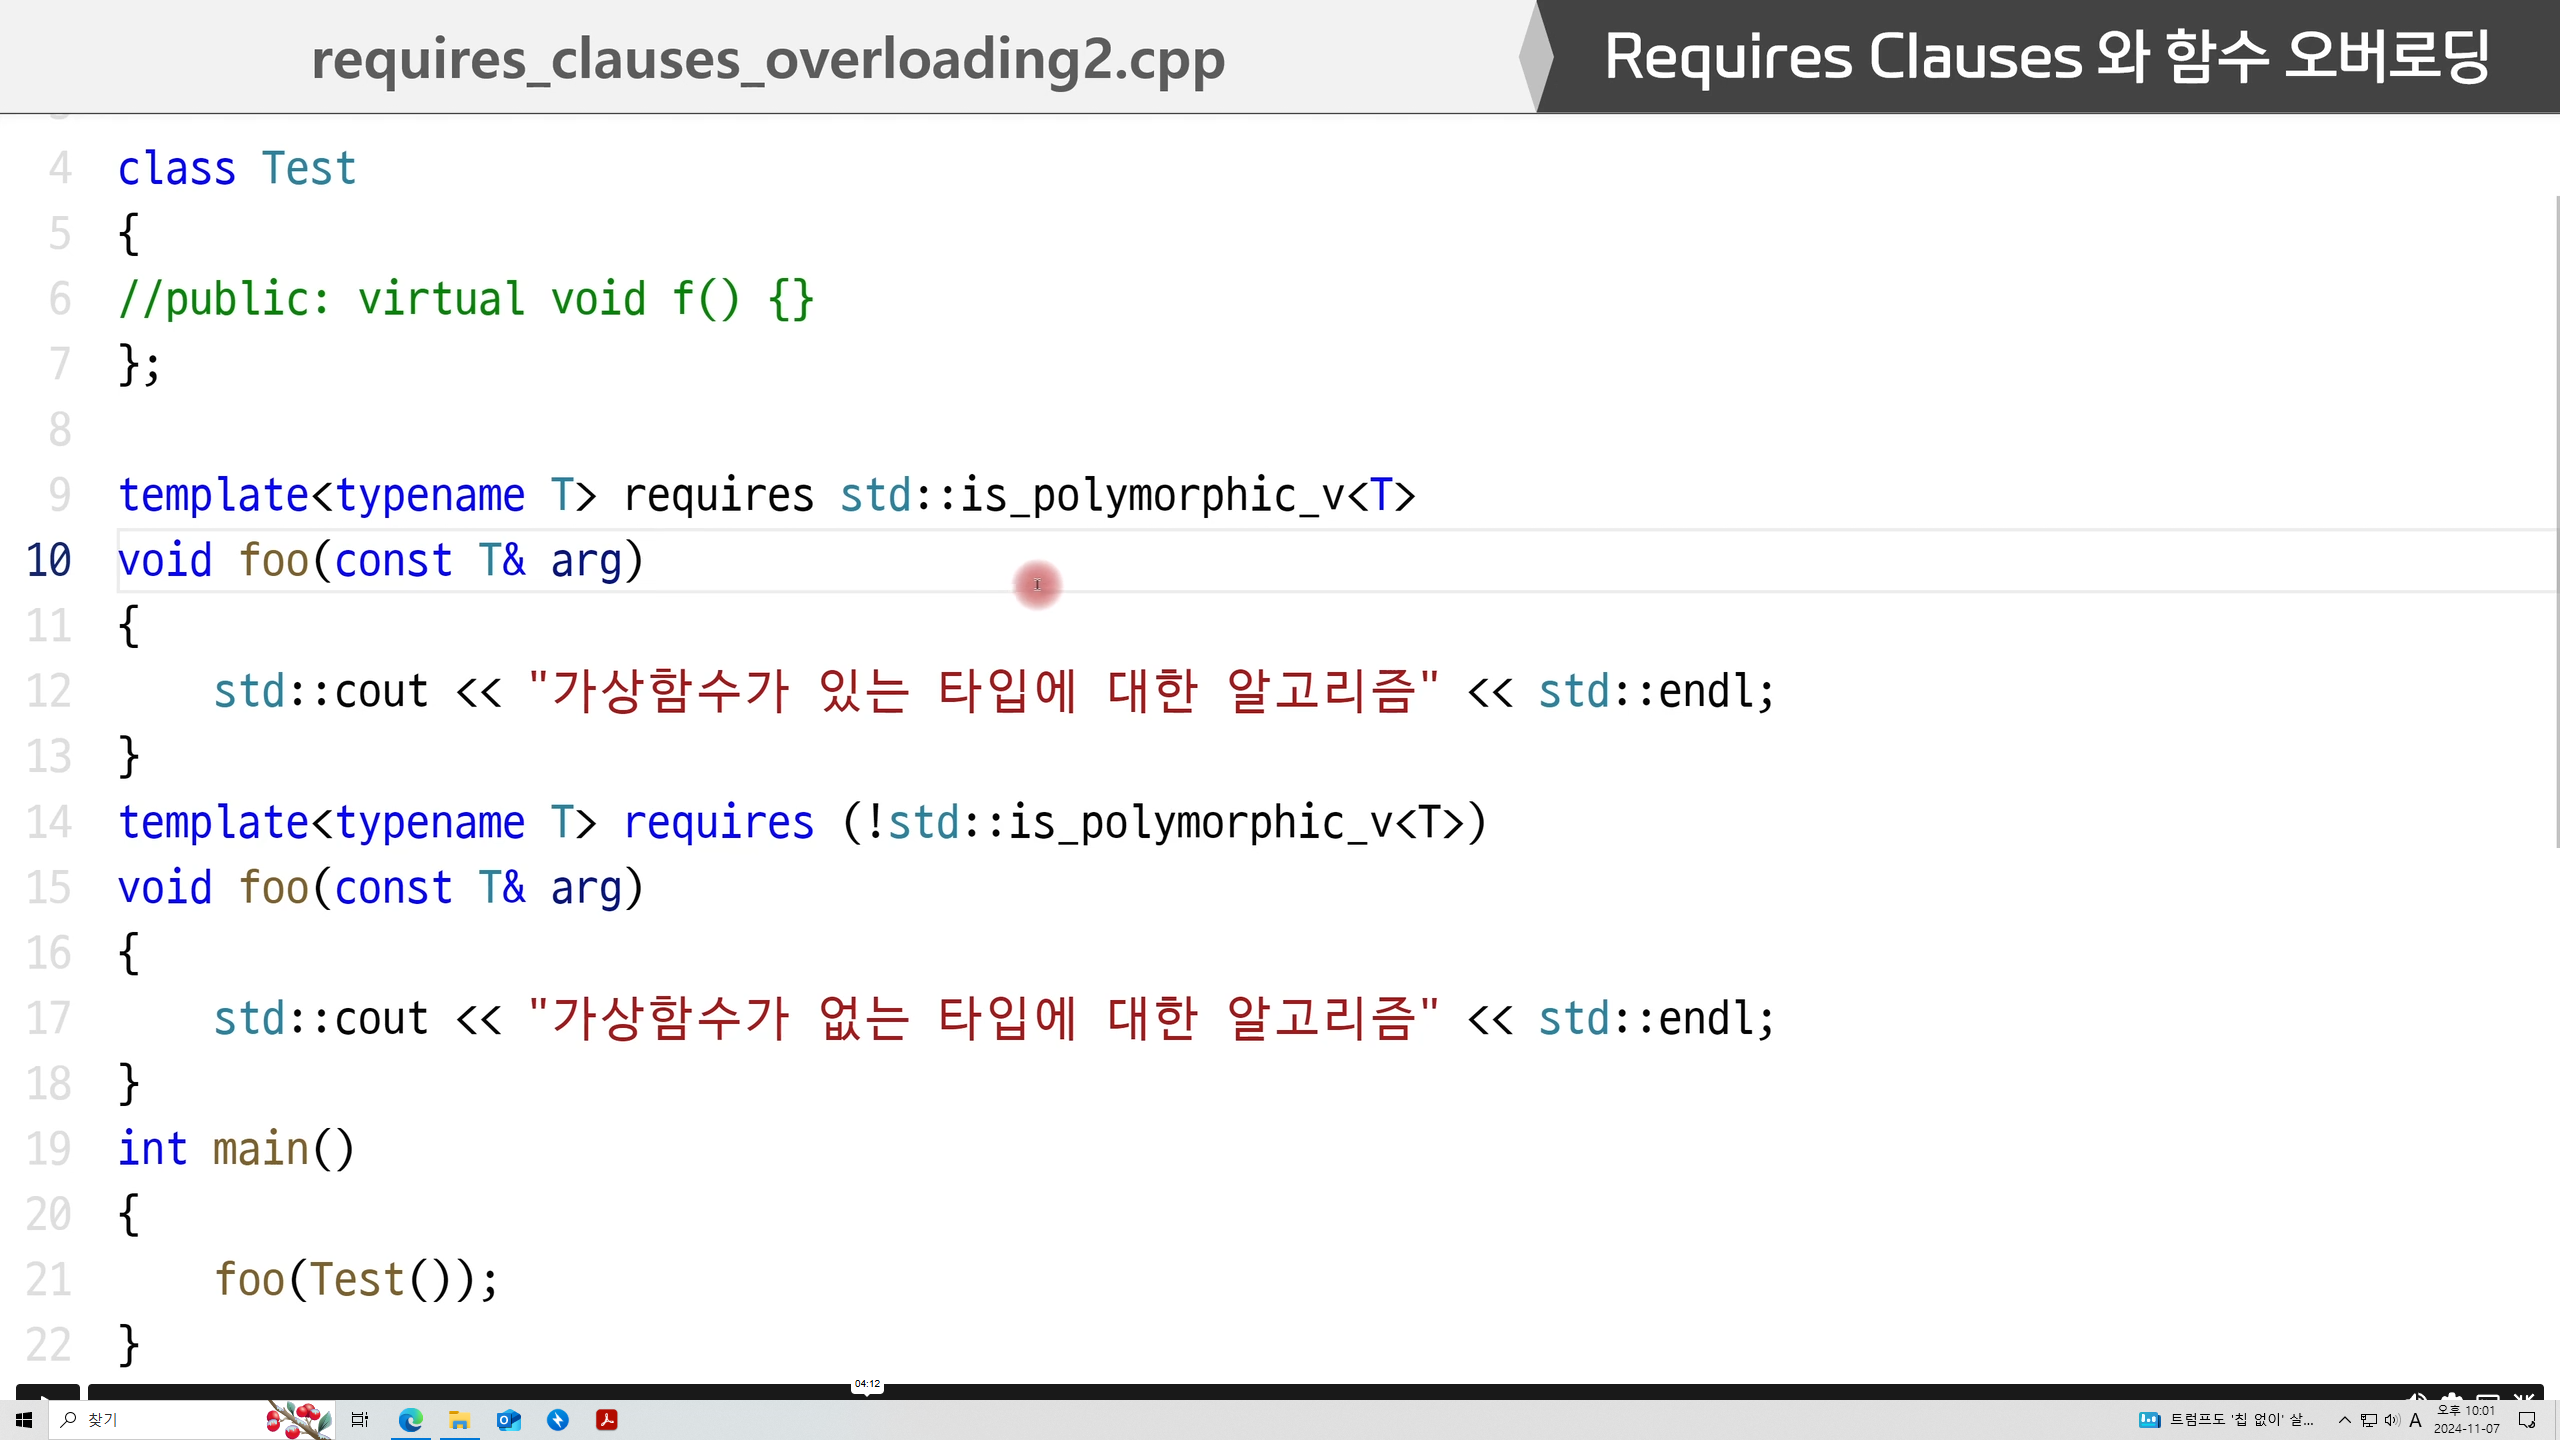 requires_clauses_overloading2.cpp
Requires Clauses 와 함수 오버로딩
4 class Test
5 {
6 //public: virtual void f() {}
7 };
8
9 template<typename T> requires std::is_polymorphic_v<T>
10 void foo(const T& arg)
11 {
12     std::cout << "가상함수가 있는 타입에 대한 알고리즘" << std::endl;
13 }
14 template<typename T> requires (!std::is_polymorphic_v<T>)
15 void foo(const T& arg)
16 {
17     std::cout << "가상함수가 없는 타입에 대한 알고리즘" << std::endl;
18 }
19 int main()
20 {
21     foo(Test());
22 }
04:12
찾기
트럼프도 '칩 없이' 살...
A
오후 10:01
2024-11-07